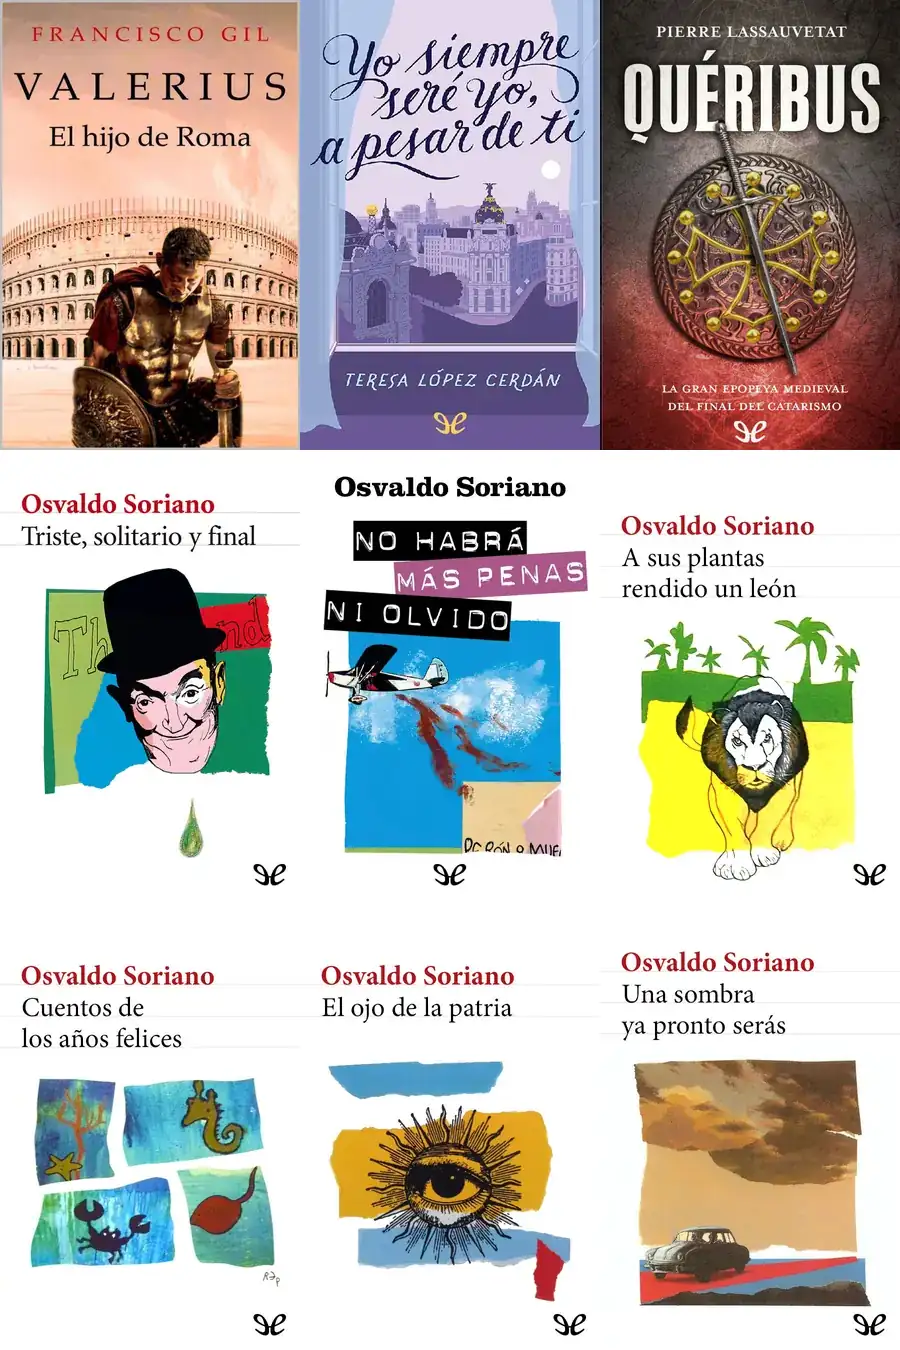 FRANCISCO GIL
VALERIUS
El hijo de Roma
Yo siempre
seré yo,
a pesar de ti
TERESA LÓPEZ CERDÁN
PIERRE LASSAUVETAT
QUÉRIBUS
LA GRAN EPOPEYA MEDIEVAL
DEL FINAL DEL CATARISMO
Osvaldo Soriano
Triste, solitario y final
Th nd
Osvaldo Soriano
NO HABRÁ
MÁS PENAS
NI OLVIDO
Osvaldo Soriano
A sus plantas
rendido un león
Osvaldo Soriano
Cuentos de
los años felices
Osvaldo Soriano
El ojo de la patria
Osvaldo Soriano
Una sombra
ya pronto serás